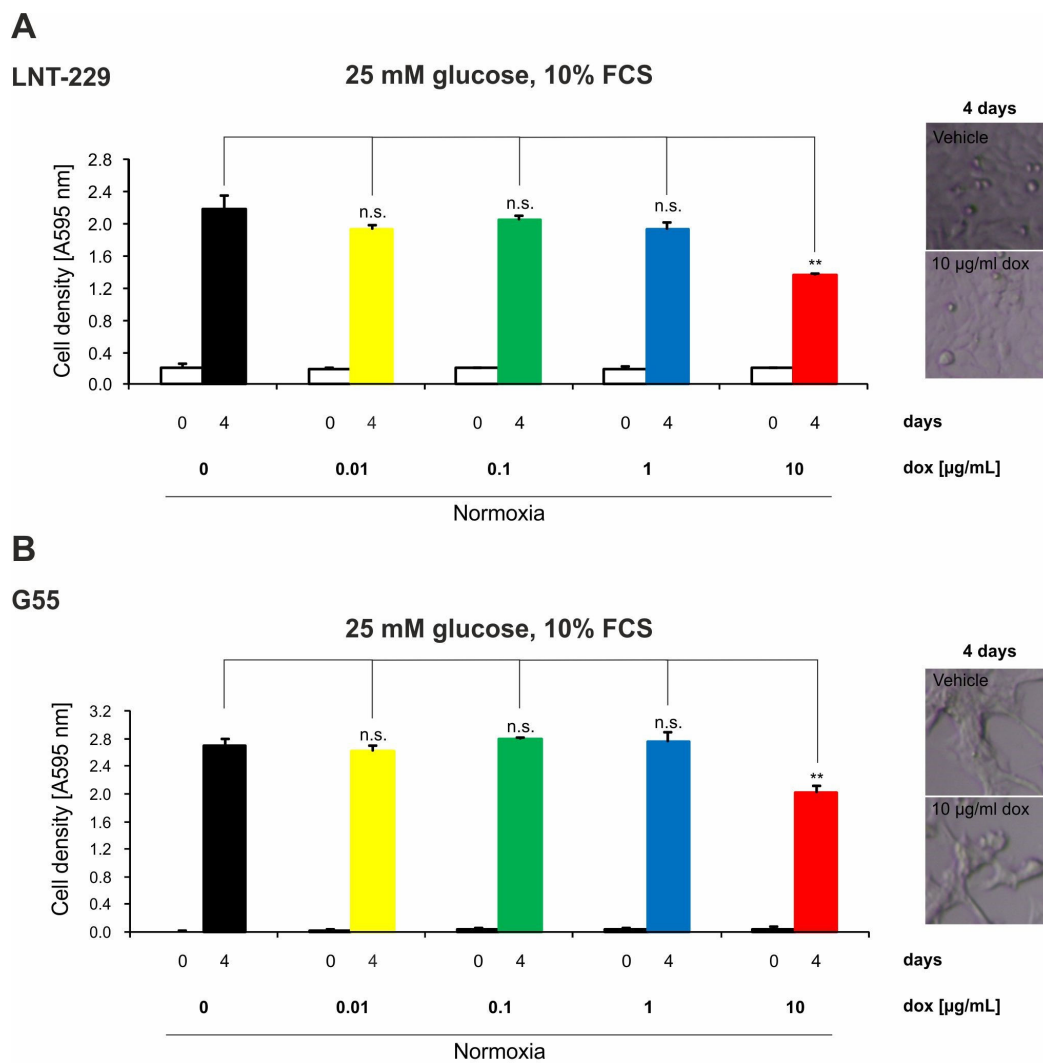 A
LNT-229
25 mM glucose, 10% FCS
4 days
Vehicle
10 µg/ml dox
Cell density [A595 nm]
2.8
2.4
2.0
1.6
1.2
0.8
0.4
0.0
n.s.
n.s.
n.s.
**
0 4 0 4 0 4 0 4 0 4 days
0 0.01 0.1 1 10 dox [µg/mL]
Normoxia
B
G55
25 mM glucose, 10% FCS
4 days
Vehicle
10 µg/ml dox
Cell density [A595 nm]
3.2
2.8
2.4
2.0
1.6
1.2
0.8
0.4
0.0
n.s.
n.s.
n.s.
**
0 4 0 4 0 4 0 4 0 4 days
0 0.01 0.1 1 10 dox [µg/mL]
Normoxia